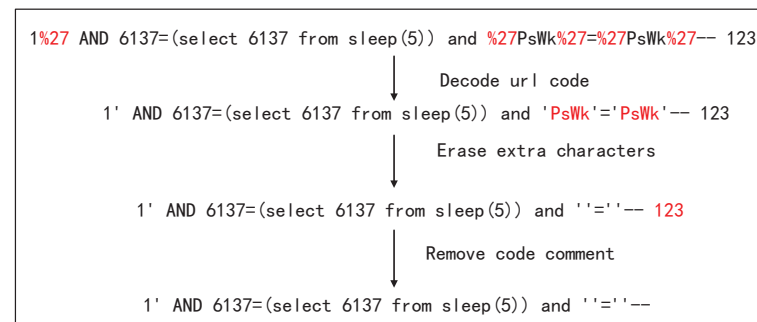 1%27 AND 6137=(select 6137 from sleep(5)) and %27PsWk%27=%27PsWk%27-- 123
Decode url code
1' AND 6137=(select 6137 from sleep(5)) and 'PsWk'='PsWk'-- 123
Erase extra characters
1' AND 6137=(select 6137 from sleep(5)) and ''=''-- 123
Remove code comment
1' AND 6137=(select 6137 from sleep(5)) and ''=''--